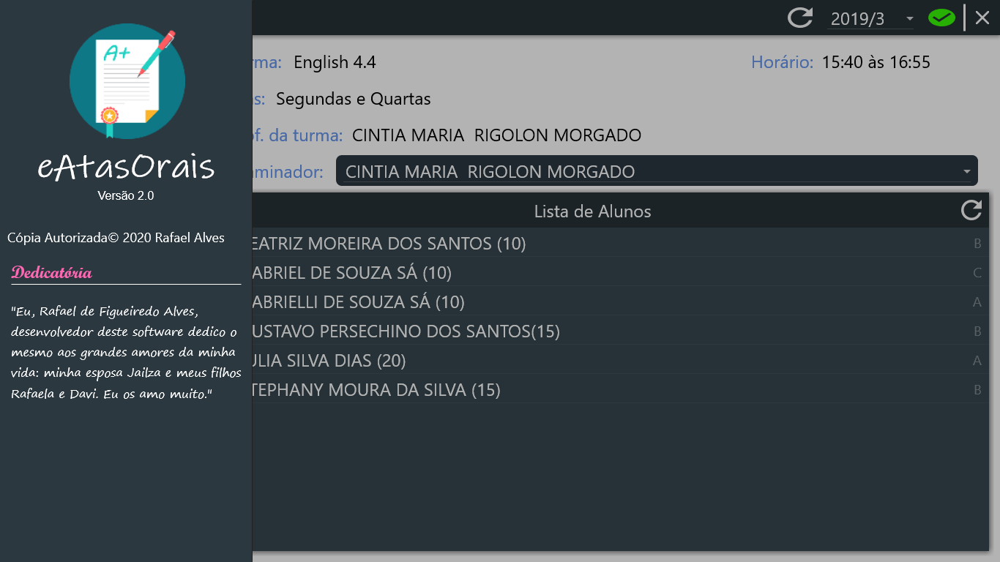 A+
eAtasOrais
Versão 2.0
Cópia Autorizada© 2020 Rafael Alves
Dedicatória
"Eu, Rafael de Figueiredo Alves,
desenvolvedor deste software dedico o
mesmo aos grandes amores da minha
vida: minha esposa Jailza e meus filhos
Rafaela e Davi. Eu os amo muito."
2019/3
rma: English 4.4 Horário: 15:40 às 16:55
s: Segundas e Quartas
of. da turma: CINTIA MARIA RIGOLON MORGADO
aminador: CINTIA MARIA RIGOLON MORGADO
Lista de Alunos
EATRIZ MOREIRA DOS SANTOS (10) B
ABRIEL DE SOUZA SÁ (10) C
ABRIELLI DE SOUZA SÁ (10) A
USTAVO PERSECHINO DOS SANTOS(15) B
ULIA SILVA DIAS (20) A
TEPHANY MOURA DA SILVA (15) B